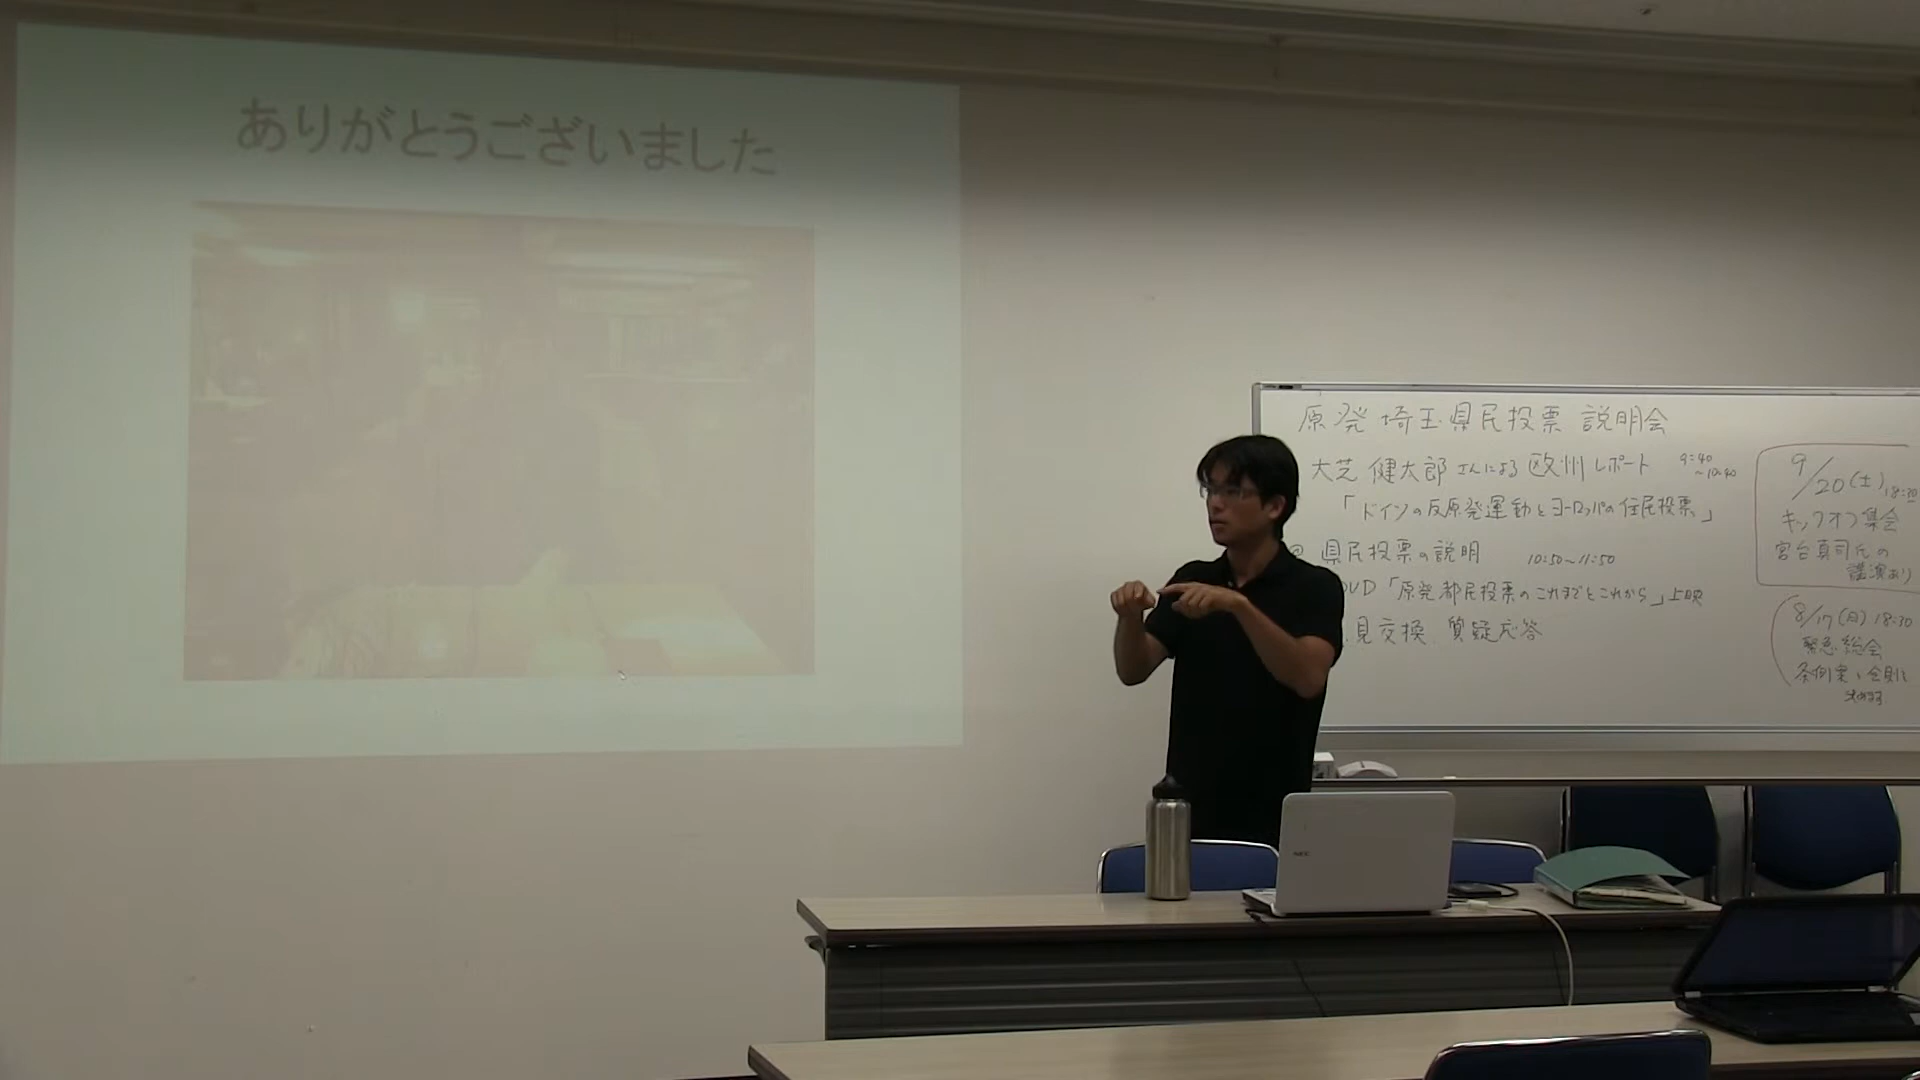 ありがとうございました
原発埼玉県民投票 説明会
大芝健太郎さんによる欧州レポート 9:40~10:40
「ドイツの反原発運動とヨーロッパの住民投票」
県民投票の説明 10:50~11:50
DVD「原発都民投票のこれまでとこれから」上映
見交換、質疑応答
9/20(土) 18:30
キックオフ集会
宮台真司氏の
講演あり
8/17(日) 18:30
緊急総会
条例案、会則
NEC